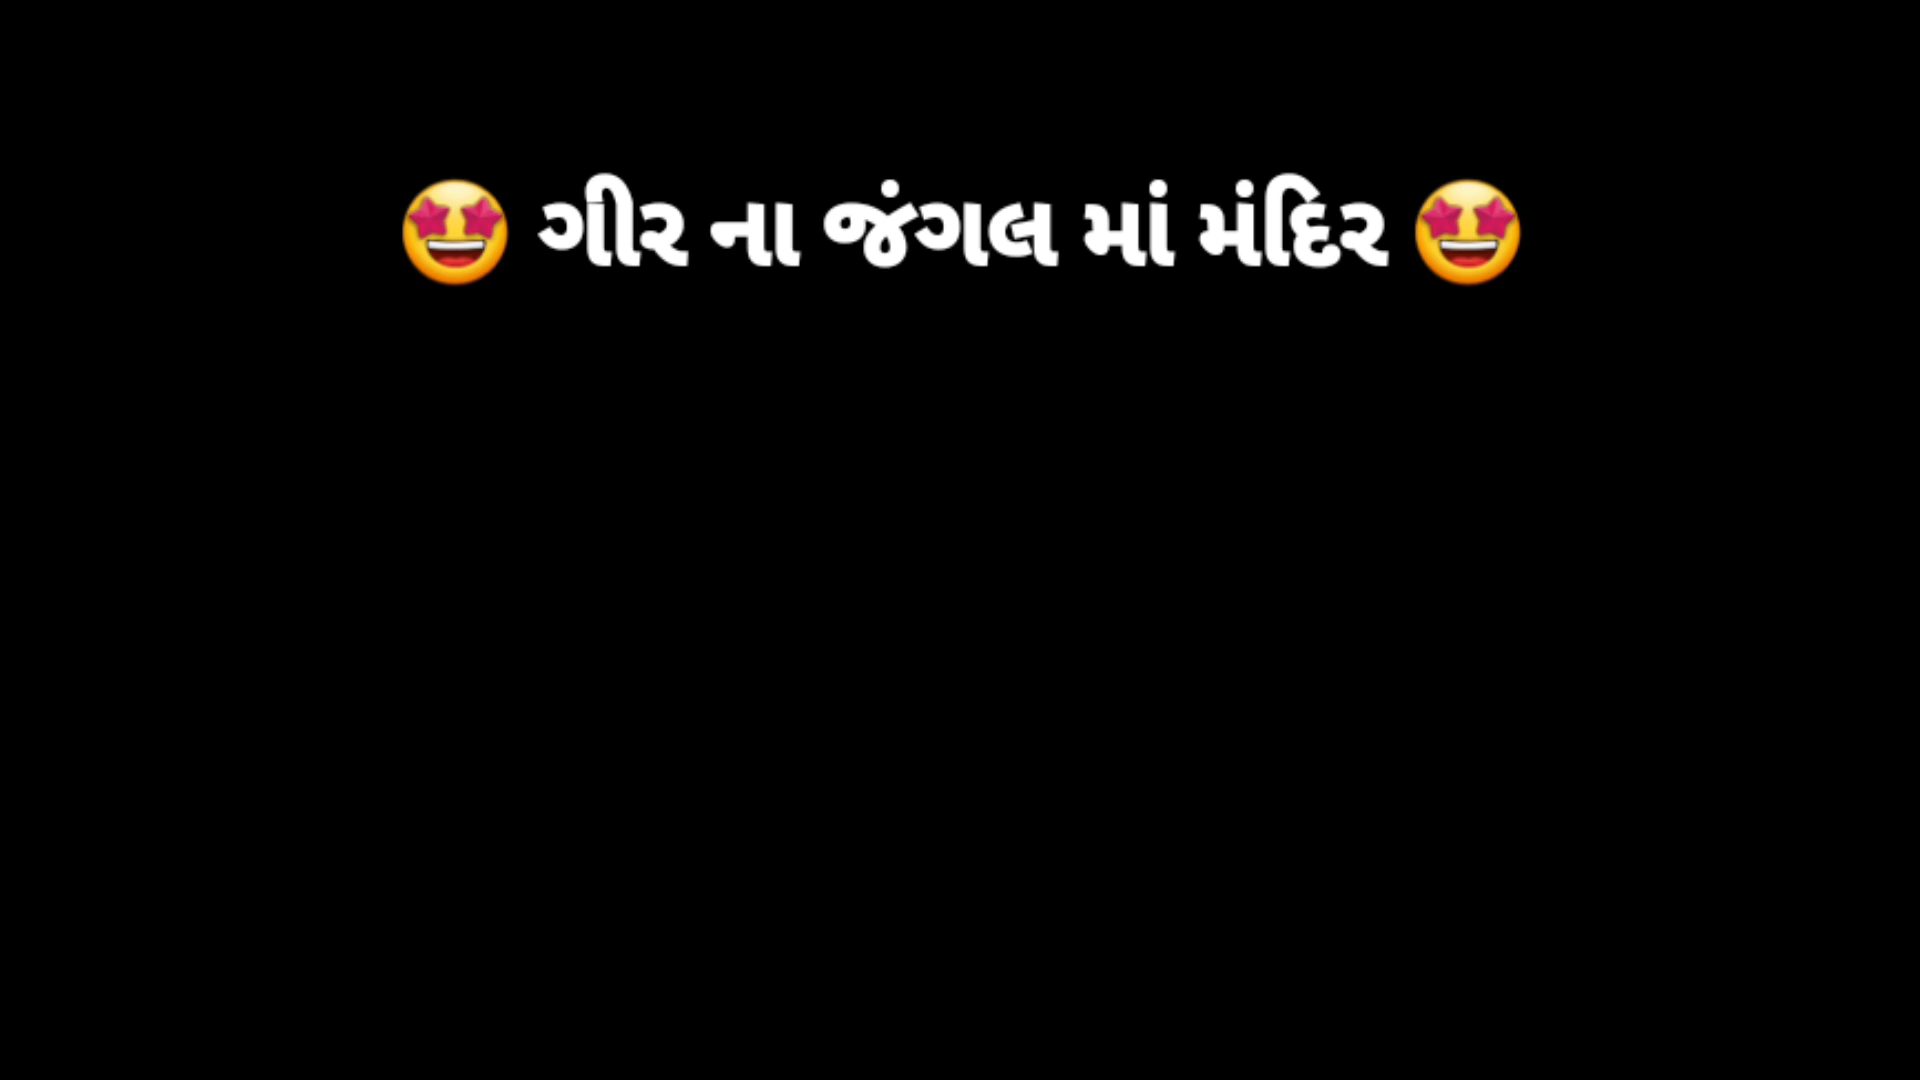 🤩 ગીર ના જંગલ માં મંદિર 🤩